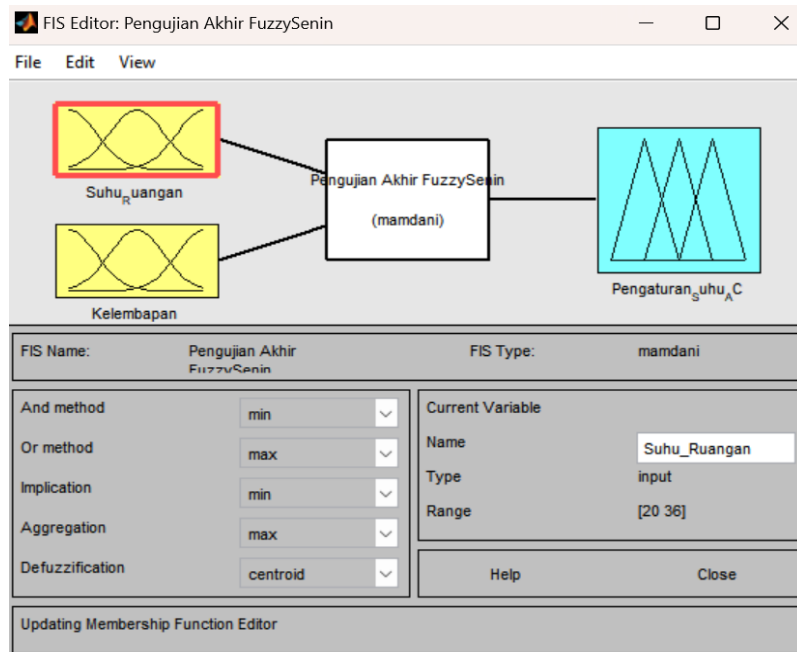 FIS Editor: Pengujian Akhir FuzzySenin
File Edit View
Suhu_Ruangan
Kelembapan
Pengujian Akhir FuzzySenin
(mamdani)
Pengaturan_Suhu_AC
FIS Name: Pengujian Akhir FuzzySenin FIS Type: mamdani
And method min
Or method max
Implication min
Aggregation max
Defuzzification centroid
Current Variable
Name Suhu_Ruangan
Type input
Range [20 36]
Help Close
Updating Membership Function Editor